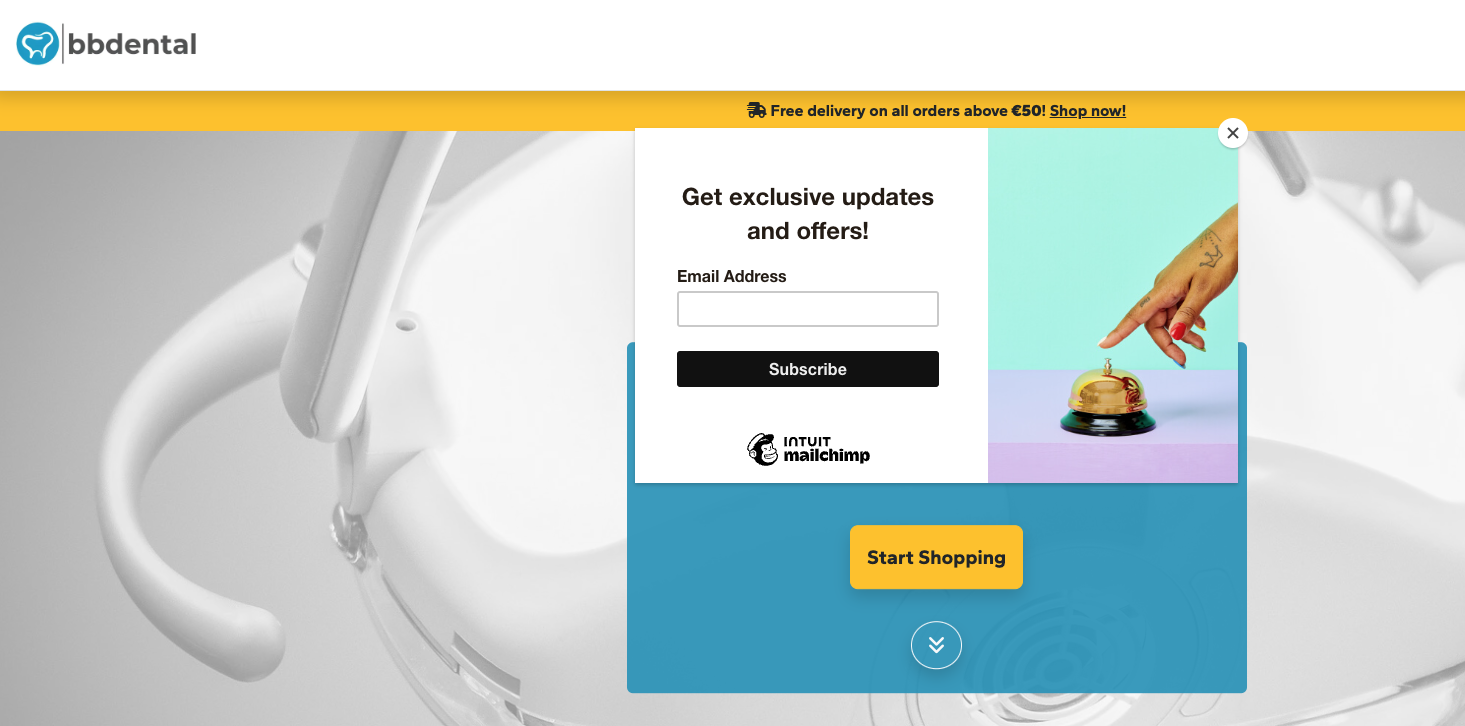 bbdental
Free delivery on all orders above €50! Shop now!
Get exclusive updates
and offers!
Email Address
Subscribe
INTUIT
mailchimp
Start Shopping